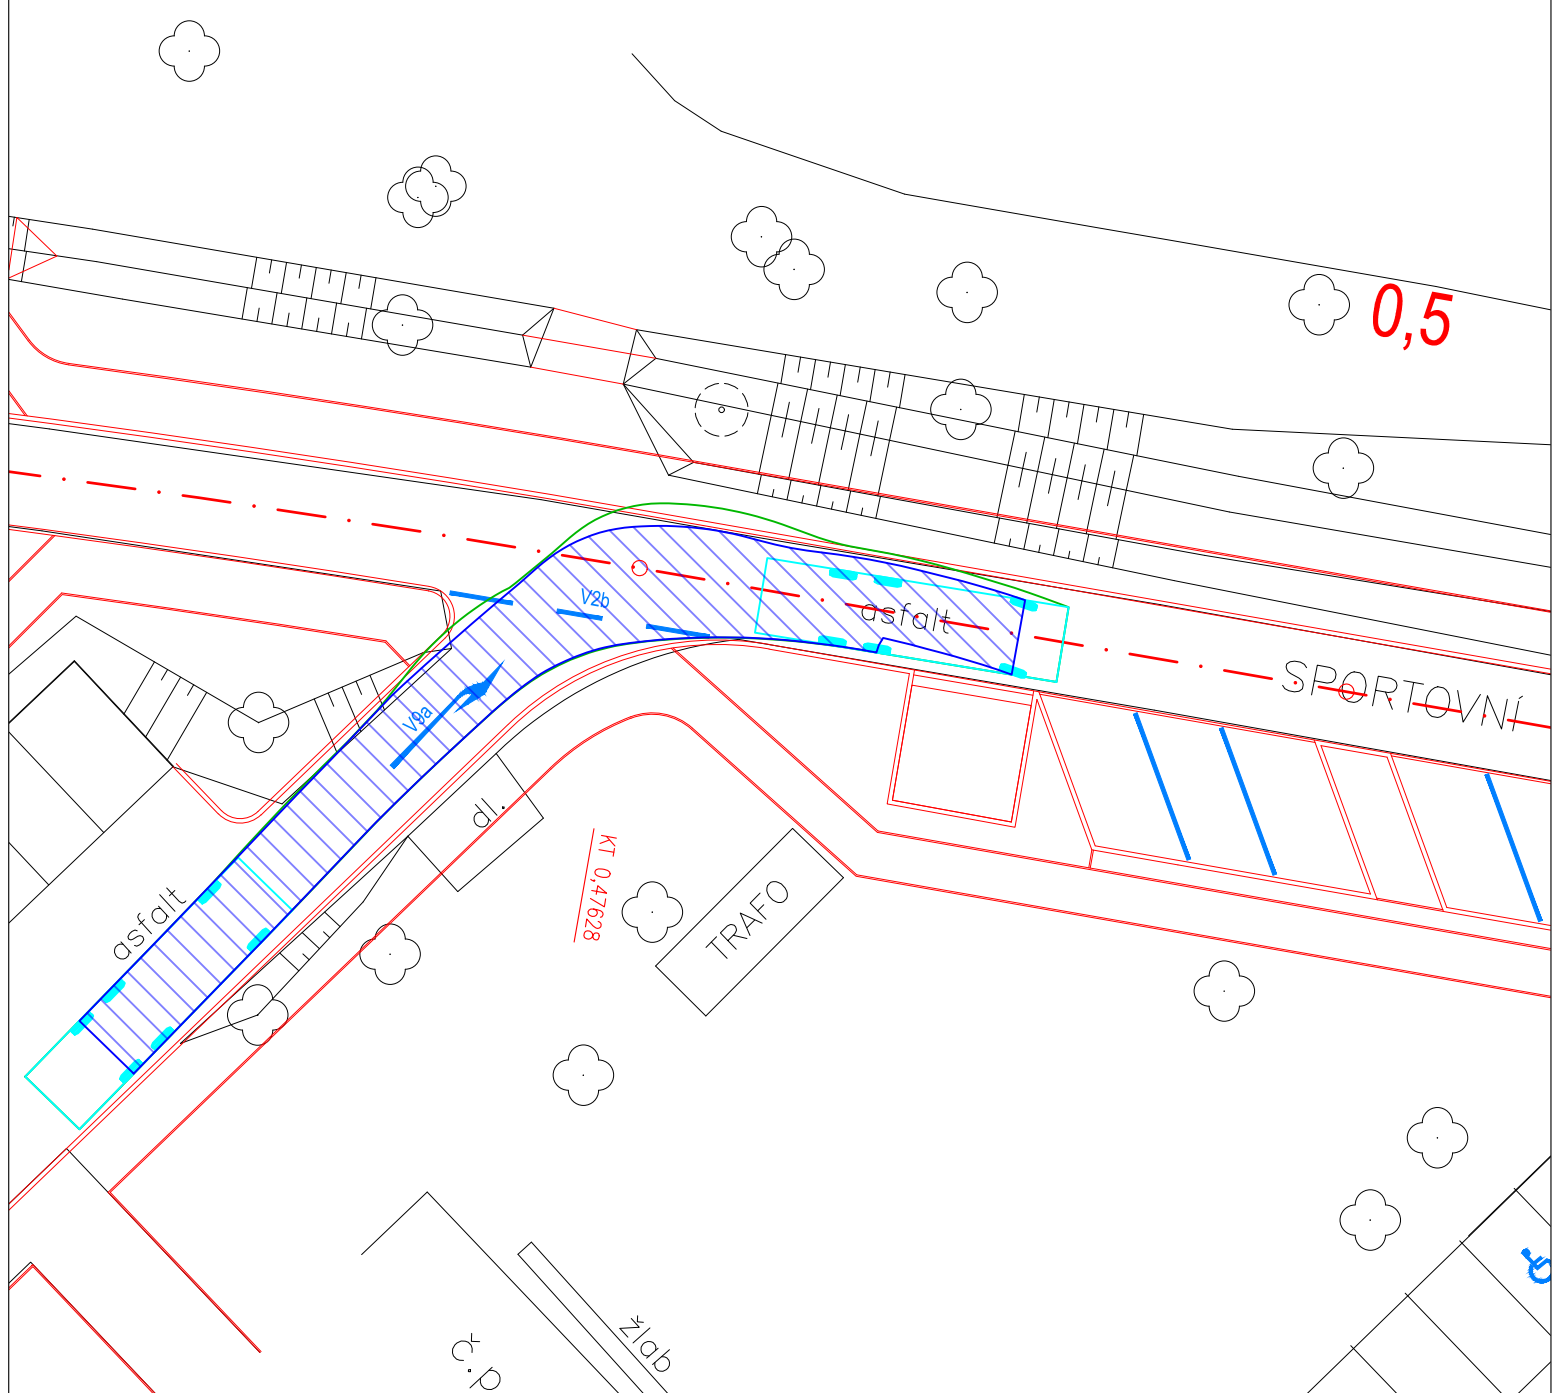 0,5
V2b
asfalt
SPORTOVNÍ
V9a
dl.
KT 0,47628
asfalt
TRAFO
žlab
č.p